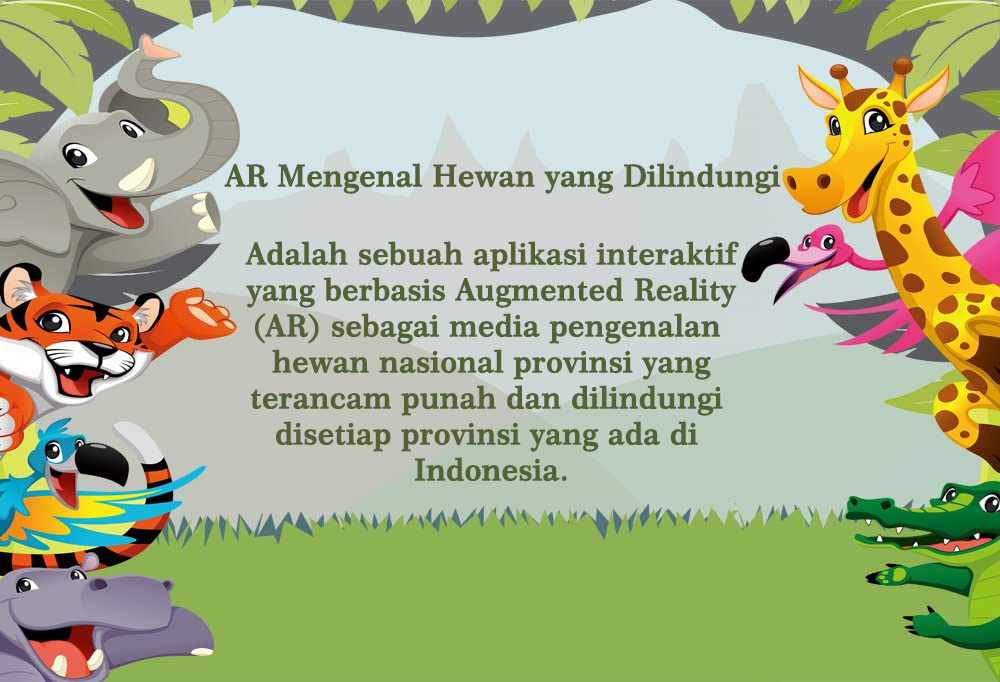 AR Mengenal Hewan yang Dilindungi
Adalah sebuah aplikasi interaktif
yang berbasis Augmented Reality
(AR) sebagai media pengenalan
hewan nasional provinsi yang
terancam punah dan dilindungi
disetiap provinsi yang ada di
Indonesia.